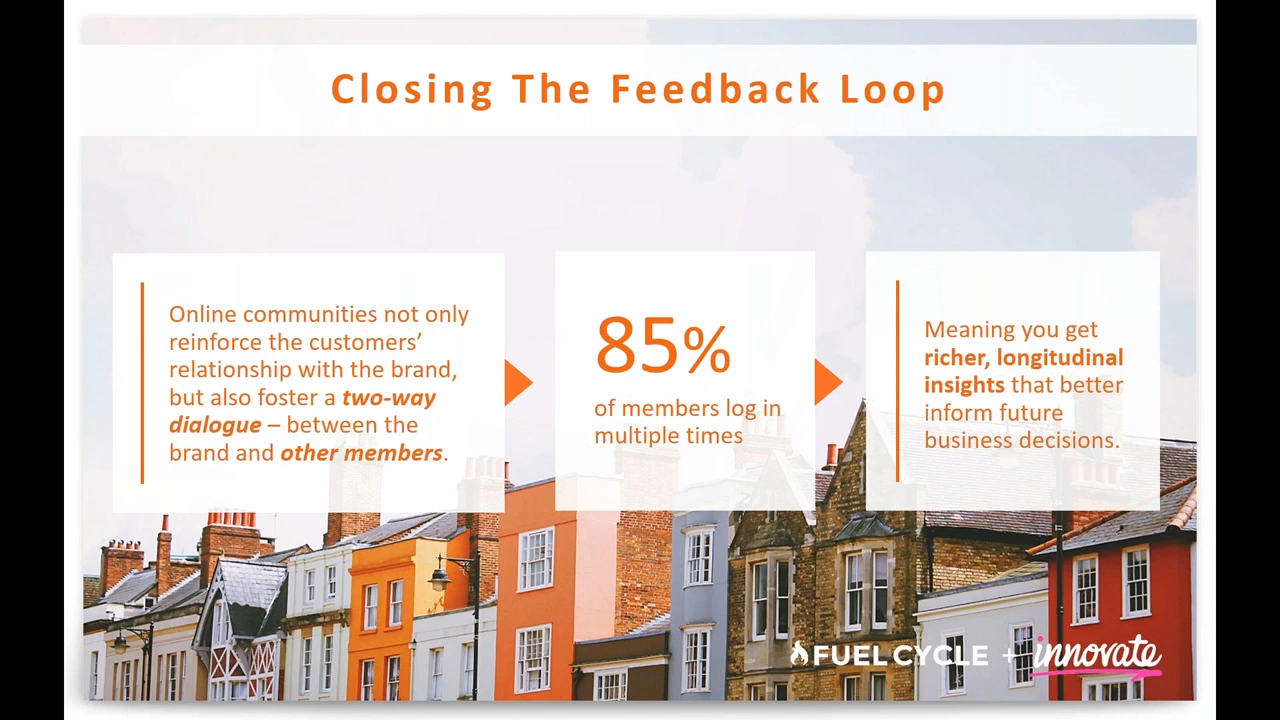 Closing The Feedback Loop
Online communities not only
reinforce the customers’
relationship with the brand,
but also foster a two-way
dialogue – between the
brand and other members.
85%
of members log in
multiple times
Meaning you get
richer, longitudinal
insights that better
inform future
business decisions.
FUEL CYCLE + innovate